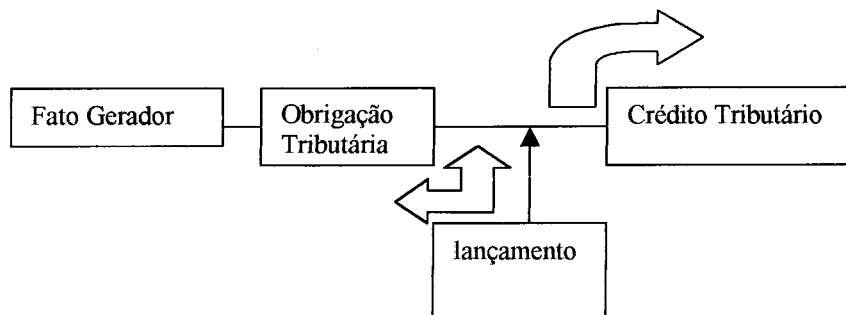 Fato Gerador
Obrigação
Tributária
Crédito Tributário
lançamento